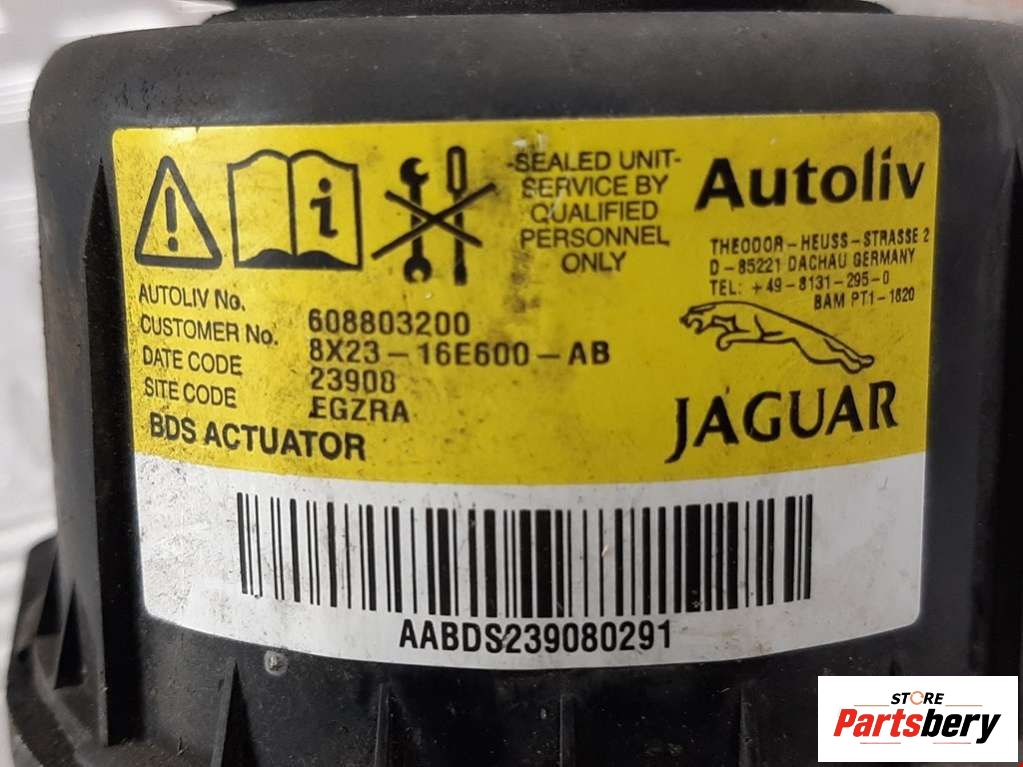 -SEALED UNIT-
SERVICE BY
QUALIFIED
PERSONNEL
ONLY
Autoliv
THEODOR-HEUSS-STRASSE 2
D-85221 DACHAU GERMANY
TEL: +49-8131-295-0
BAM PT1-1620
AUTOLIV No. 608803200
CUSTOMER No. 8X23-16E600-AB
DATE CODE 23908
SITE CODE EGZRA
BDS ACTUATOR
JAGUAR
AABDS239080291
STORE
Partsbery